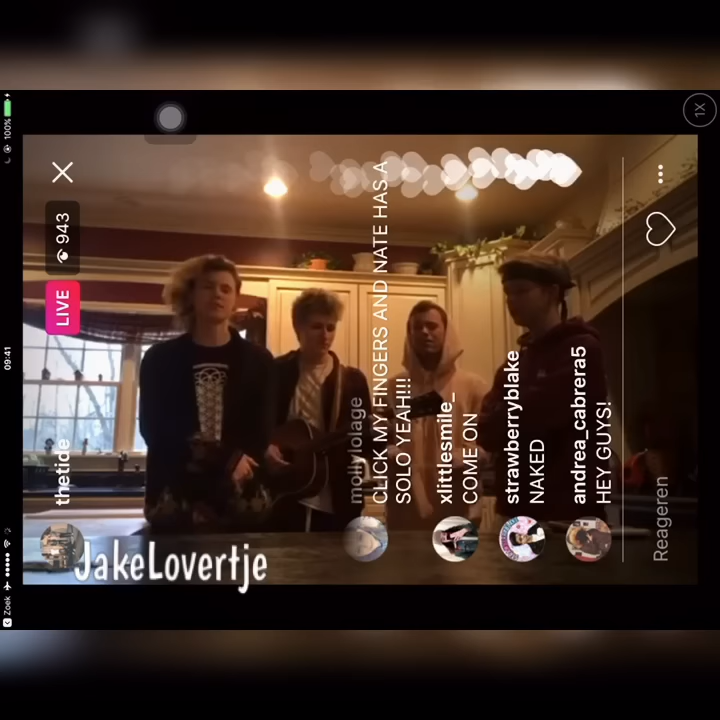 Zoek
09:41
100%
thetide
LIVE
943
1X
mollylolage
CLICK MY FINGERS AND NATE HAS A
SOLO YEAH!!!
xlittlesmile_
COME ON
strawberryblake
NAKED
andrea_cabrera5
HEY GUYS!
Reageren
JakeLovertje